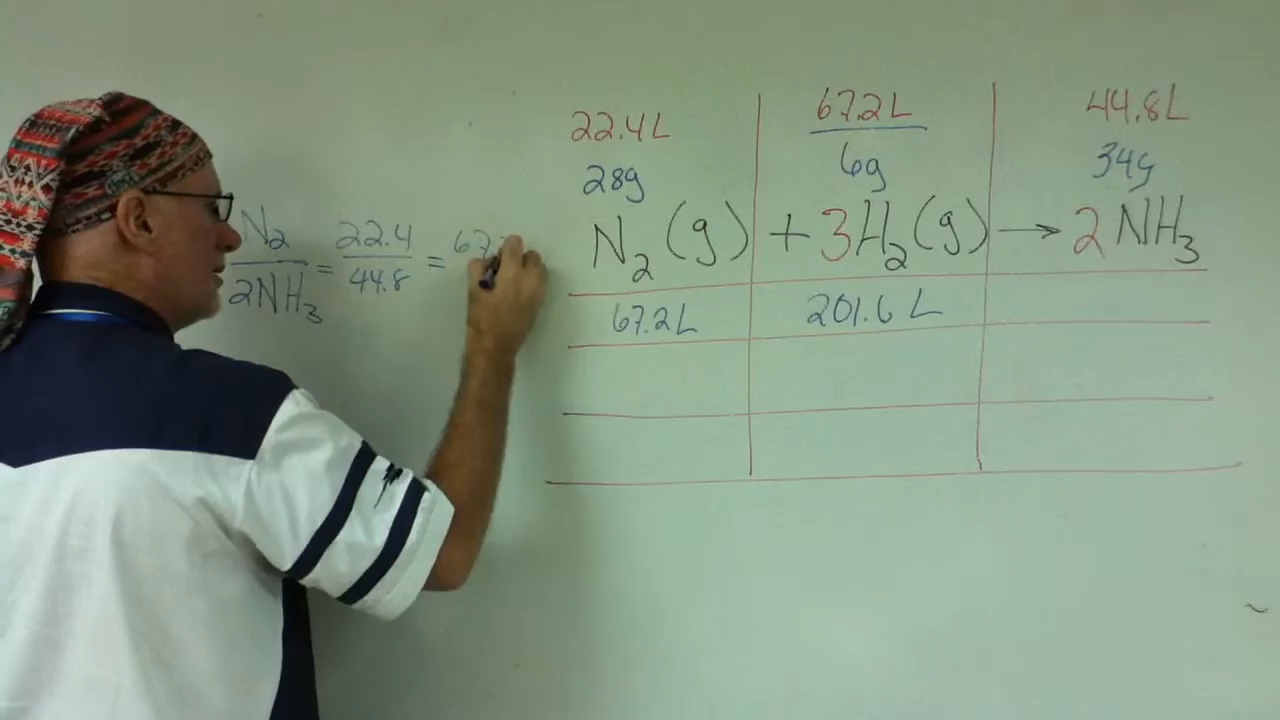 22.4L 67.2L 44.8L
28g 6g 34g
N₂(g) + 3H₂(g) → 2NH₃
67.2L 201.6 L
N₂ / 2NH₃ = 22.4 / 44.8 =